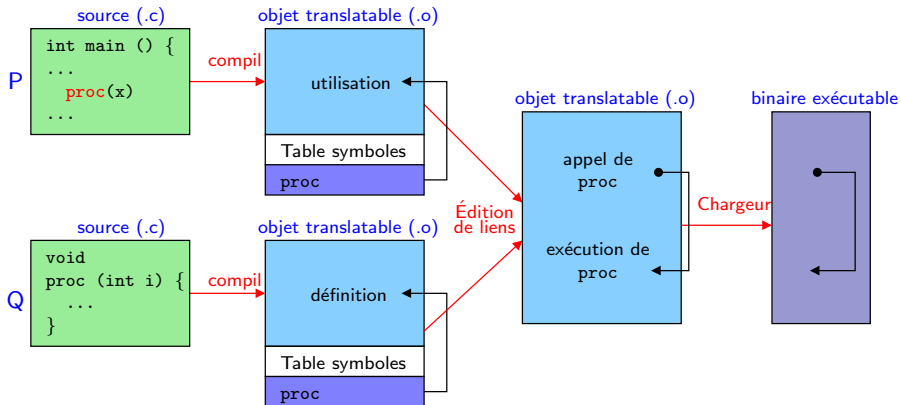 source (.c)
objet translatable (.o)
P
int main () {
...
proc(x)
...
compil
utilisation
Table symboles
proc
objet translatable (.o)
binaire exécutable
appel de
proc
Édition
de liens
Chargeur
exécution de
proc
source (.c)
objet translatable (.o)
Q
void
proc (int i) {
...
}
compil
définition
Table symboles
proc